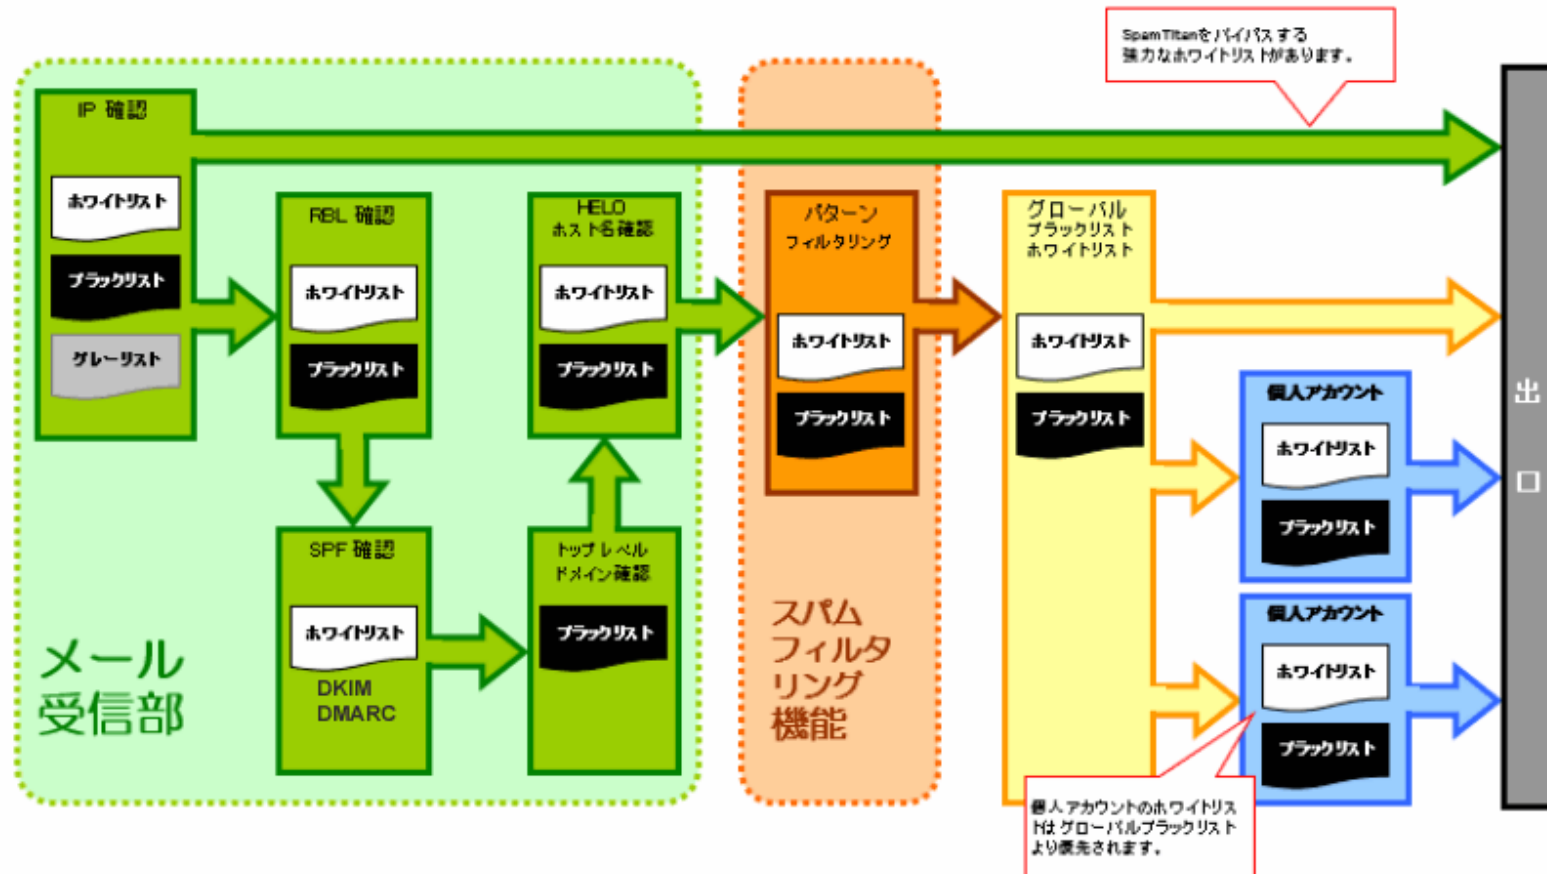 SpamTitanをバイパスする
強力なホワイトリストがあります。
IP 確認
ホワイトリスト
ブラックリスト
グレーリスト
RBL 確認
ホワイトリスト
ブラックリスト
SPF 確認
ホワイトリスト
DKIM
DMARC
トップレベル
ドメイン確認
ブラックリスト
HELO
ホスト名確認
ホワイトリスト
ブラックリスト
メール
受信部
パターン
フィルタリング
ホワイトリスト
ブラックリスト
スパム
フィルタ
リング
機能
グローバル
ブラックリスト
ホワイトリスト
ホワイトリスト
ブラックリスト
個人アカウント
ホワイトリスト
ブラックリスト
個人アカウント
ホワイトリスト
ブラックリスト
個人アカウントのホワイトリス
トはグローバルブラックリスト
より優先されます。
出
口